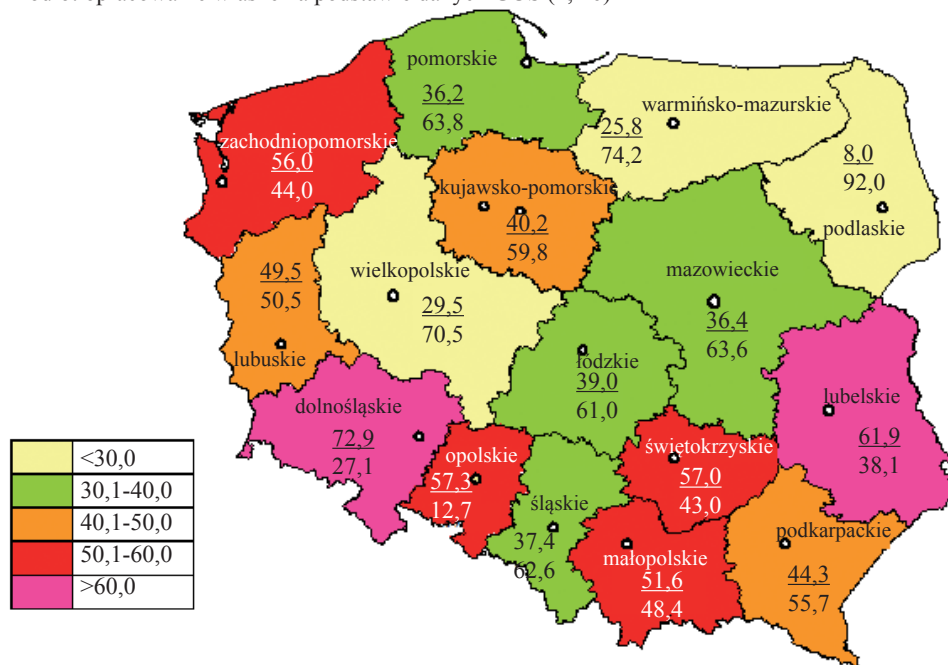 pomorskie
36,2
63,8
warmińsko-mazurskie
25,8
74,2
zachodniopomorskie
56,0
44,0
8,0
92,0
podlaskie
kujawsko-pomorskie
40,2
59,8
49,5
50,5
lubuskie
wielkopolskie
29,5
70,5
mazowieckie
36,4
63,6
łódzkie
39,0
61,0
dolnośląskie
72,9
27,1
lubelskie
61,9
38,1
opolskie
57,3
12,7
świętokrzyskie
57,0
43,0
śląskie
37,4
62,6
małopolskie
51,6
48,4
podkarpackie
44,3
55,7
<30,0
30,1-40,0
40,1-50,0
50,1-60,0
>60,0